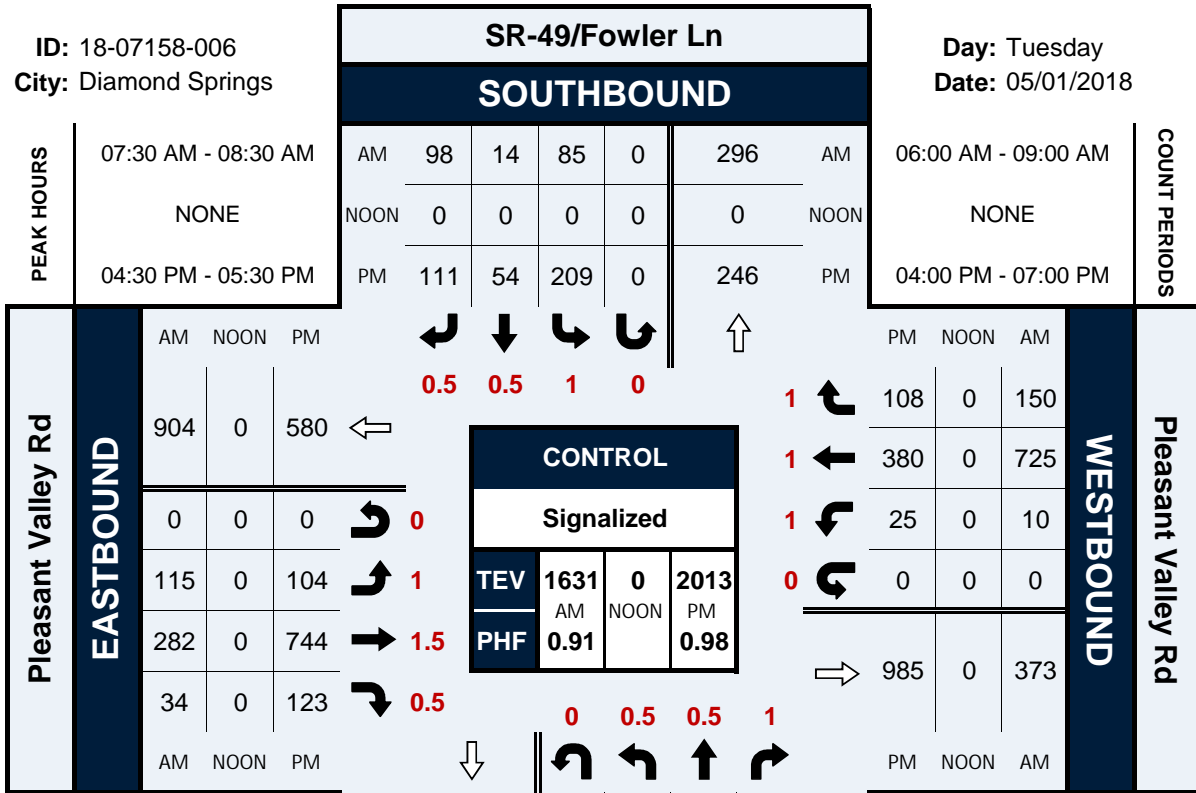 ID: 18-07158-006
City: Diamond Springs
SR-49/Fowler Ln
SOUTHBOUND
Day: Tuesday
Date: 05/01/2018
PEAK HOURS
07:30 AM - 08:30 AM
NONE
04:30 PM - 05:30 PM
AM 98 14 85 0 296 AM
NOON 0 0 0 0 0 NOON
PM 111 54 209 0 246 PM
06:00 AM - 09:00 AM
NONE
04:00 PM - 07:00 PM
COUNT PERIODS
0.5 0.5 1 0
Pleasant Valley Rd
EASTBOUND
AM NOON PM
904 0 580
0 0 0 0
115 0 104 1
282 0 744 1.5
34 0 123 0.5
AM NOON PM
CONTROL
Signalized
TEV 1631 0 2013
AM NOON PM
PHF 0.91 0.98
PM NOON AM
1 108 0 150
1 380 0 725
1 25 0 10
0 0 0 0
985 0 373
PM NOON AM
WESTBOUND
Pleasant Valley Rd
0 0.5 0.5 1